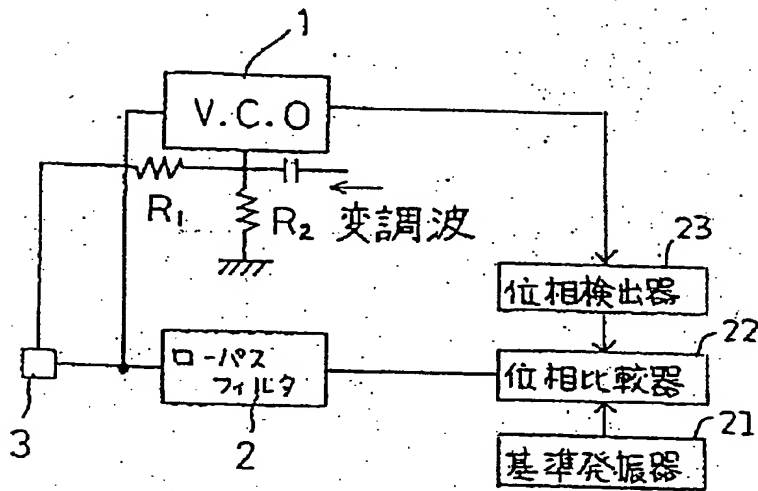 1
V.C.O
R₁
R₂
変調波
23
位相検出器
22
位相比較器
21
基準発振器
ローパス
フィルタ
2
3